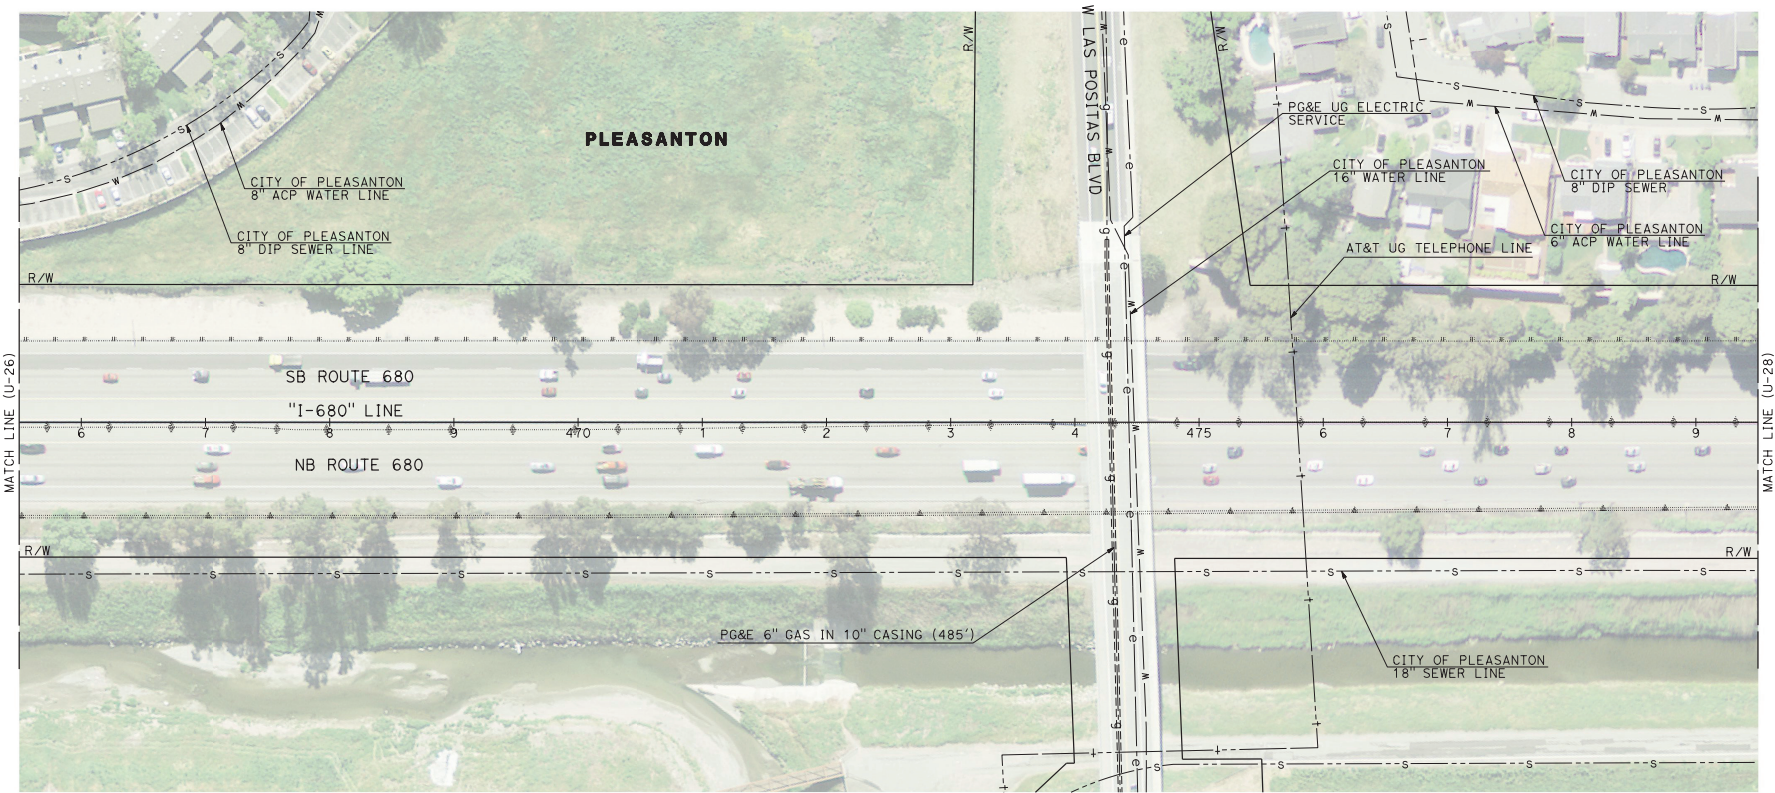 W LAS POSITAS BLVD
R/W
R/W
PLEASANTON
PG&E UG ELECTRIC
SERVICE
CITY OF PLEASANTON
16" WATER LINE
CITY OF PLEASANTON
8" DIP SEWER
CITY OF PLEASANTON
6" ACP WATER LINE
AT&T UG TELEPHONE LINE
CITY OF PLEASANTON
8" ACP WATER LINE
CITY OF PLEASANTON
8" DIP SEWER LINE
R/W
R/W
MATCH LINE (U-26)
MATCH LINE (U-28)
SB ROUTE 680
"I-680" LINE
6 7 8 9 470 1 2 3 4 475 6 7 8 9
NB ROUTE 680
R/W
R/W
PG&E 6" GAS IN 10" CASING (485')
CITY OF PLEASANTON
18" SEWER LINE